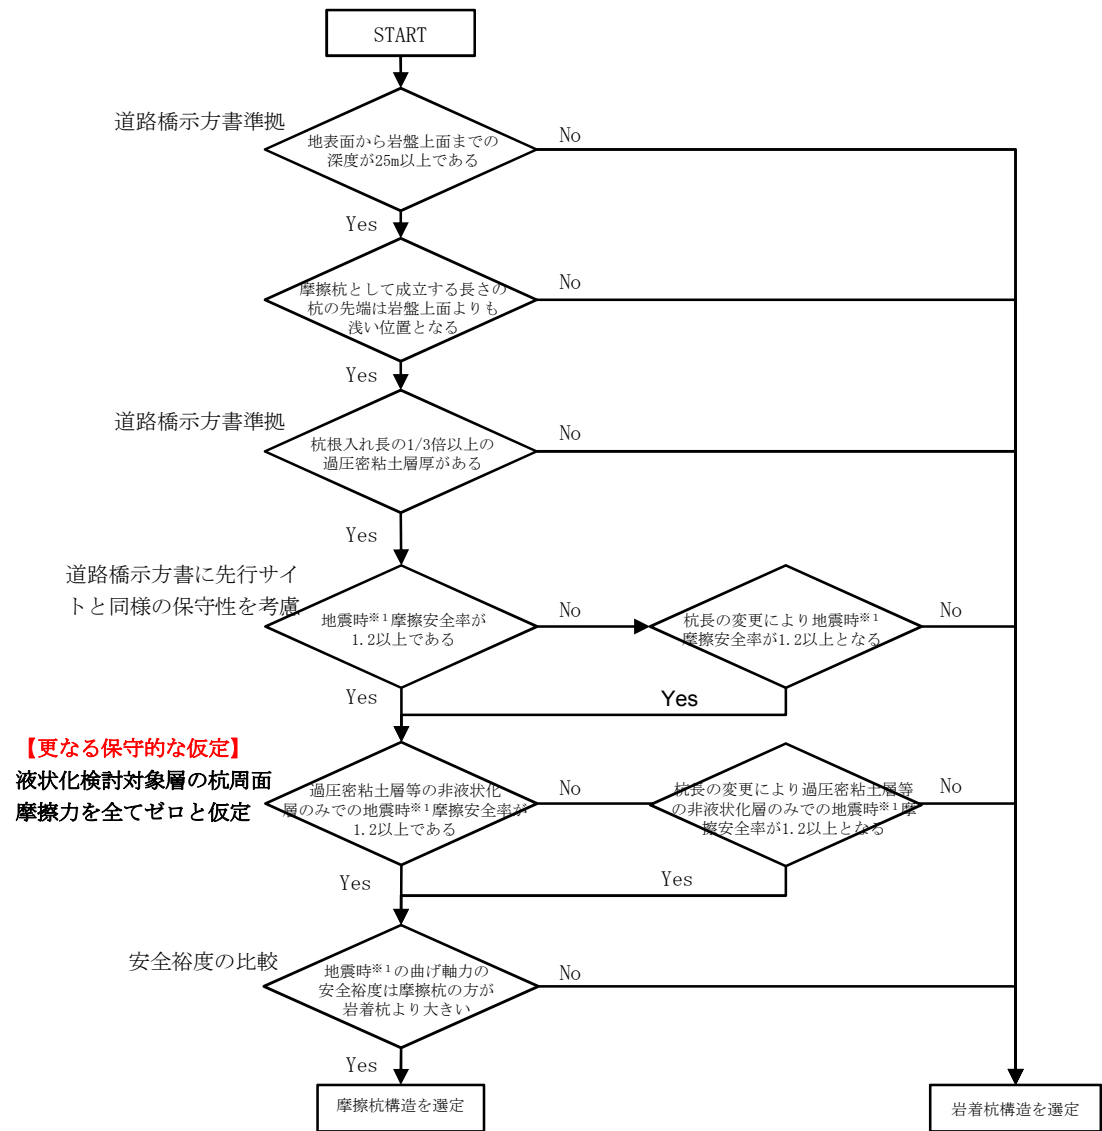 START
道路橋示方書準拠
地表面から岩盤上面までの
深度が25m以上である
No
Yes
摩擦杭として成立する長さの
杭の先端は岩盤上面よりも
浅い位置となる
No
Yes
道路橋示方書準拠
杭根入れ長の1/3倍以上の
過圧密粘土層厚がある
No
Yes
道路橋示方書に先行サイ
トと同様の保守性を考慮
地震時※1摩擦安全率が
1.2以上である
No
杭長の変更により地震時※1
摩擦安全率が1.2以上となる
No
Yes
Yes
【更なる保守的な仮定】
液状化検討対象層の杭周面
摩擦力を全てゼロと仮定
過圧密粘土層等の非液状化
層のみでの地震時※1摩擦安全率が
1.2以上である
No
杭長の変更により過圧密粘土層等
の非液状化層のみでの地震時※1摩
擦安全率が1.2以上となる
No
Yes
Yes
安全裕度の比較
地震時※1の曲げ軸力の
安全裕度は摩擦杭の方が
岩着杭より大きい
No
Yes
摩擦杭構造を選定
岩着杭構造を選定